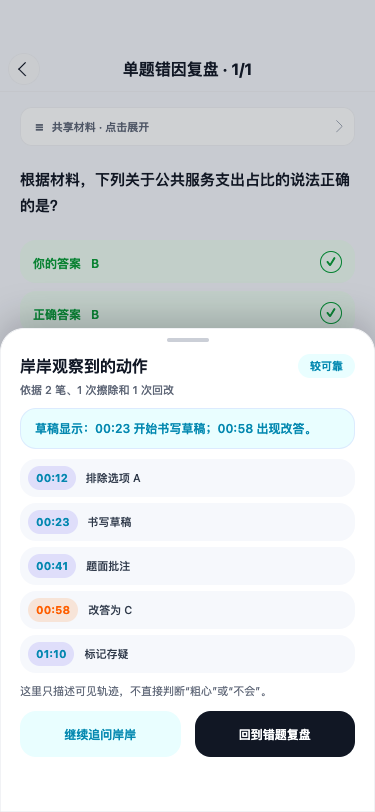 单题错因复盘 · 1/1
共享材料 · 点击展开
根据材料，下列关于公共服务支出占比的说法正确
的是?
你的答案 B
正确答案 B
岸岸观察到的动作
较可靠
依据 2 笔、1 次擦除和 1 次回改
草稿显示：00:23 开始书写草稿；00:58 出现改答。
00:12 排除选项 A
00:23 书写草稿
00:41 题面批注
00:58 改答为 C
01:10 标记存疑
这里只描述可见轨迹，不直接判断“粗心”或“不会”。
继续追问岸岸
回到错题复盘